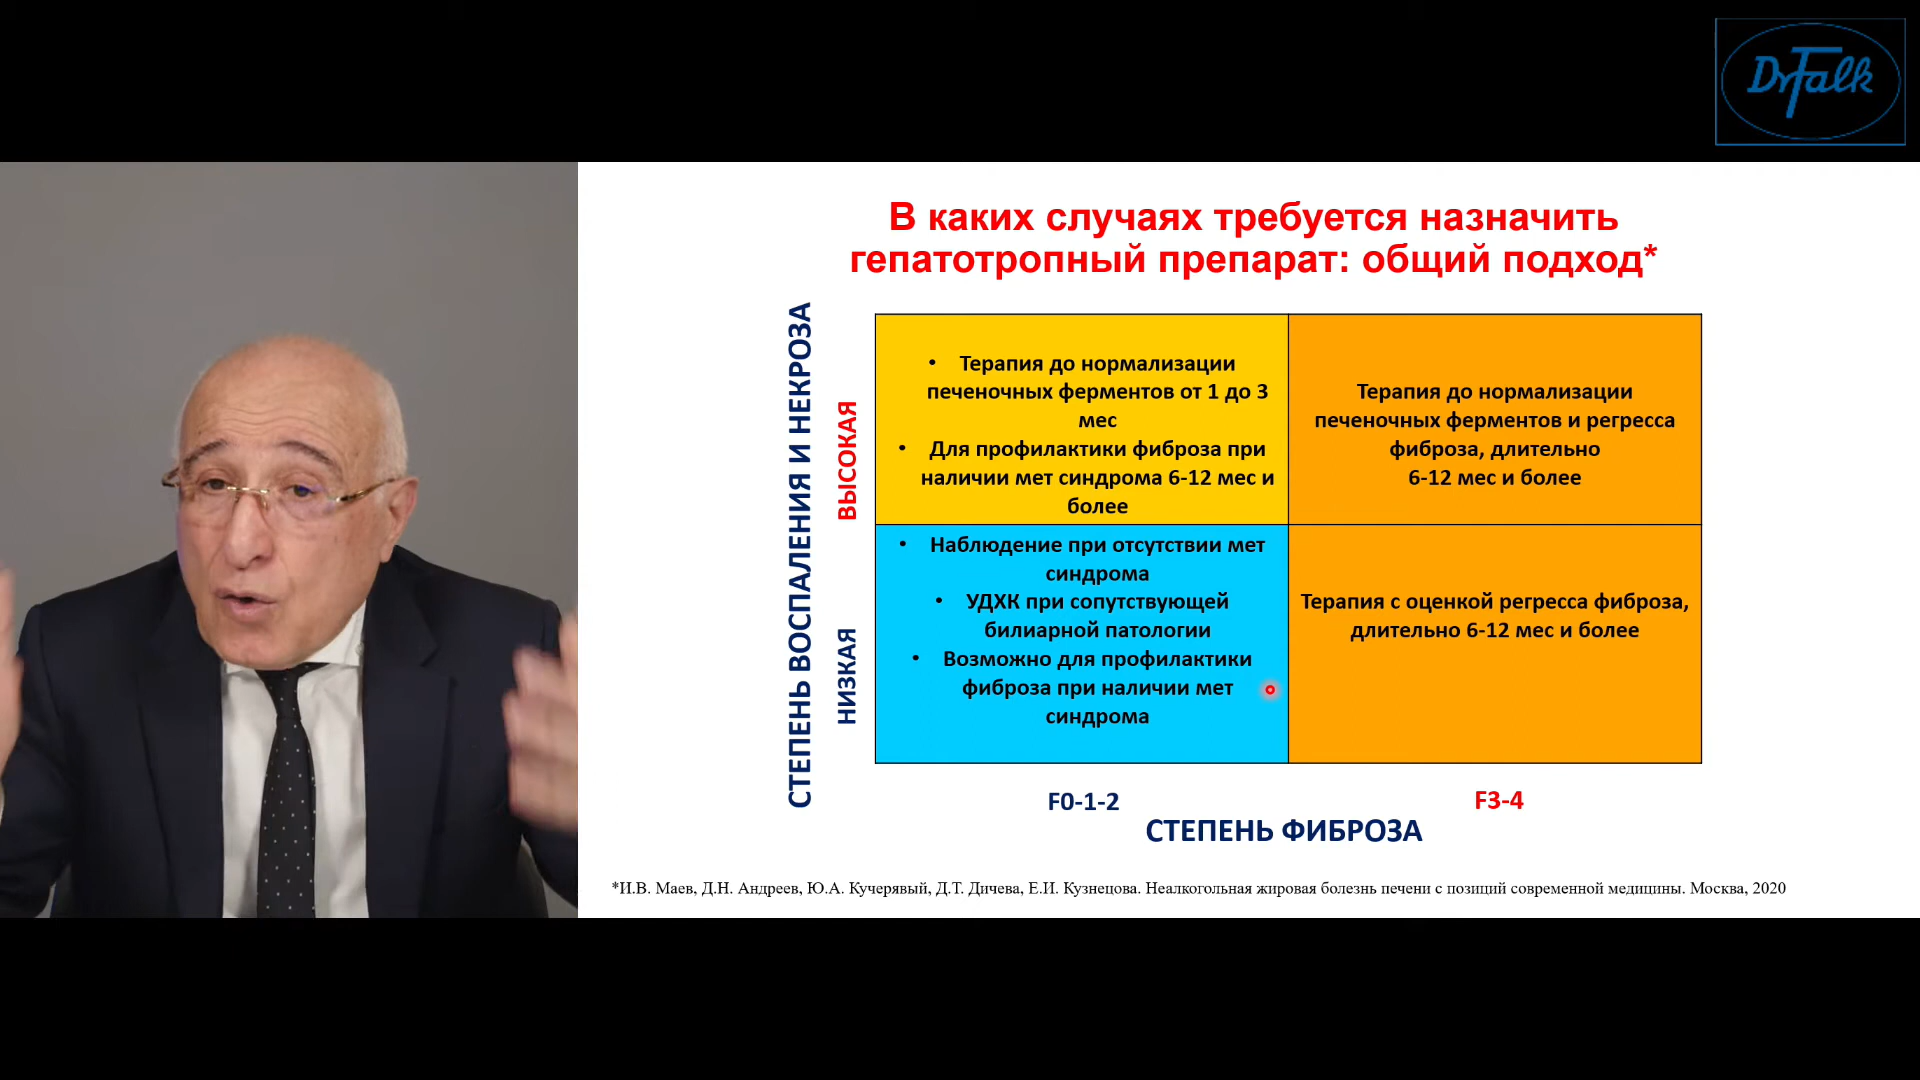 Dr Falk
В каких случаях требуется назначить
гепатотропный препарат: общий подход*
СТЕПЕНЬ ВОСПАЛЕНИЯ И НЕКРОЗА
ВЫСОКАЯ
• Терапия до нормализации
печеночных ферментов от 1 до 3
мес
• Для профилактики фиброза при
наличии мет синдрома 6-12 мес и
более
Терапия до нормализации
печеночных ферментов и регресса
фиброза, длительно
6-12 мес и более
НИЗКАЯ
• Наблюдение при отсутствии мет
синдрома
• УДХК при сопутствующей
билиарной патологии
• Возможно для профилактики
фиброза при наличии мет
синдрома
Терапия с оценкой регресса фиброза,
длительно 6-12 мес и более
F0-1-2
F3-4
СТЕПЕНЬ ФИБРОЗА
*И.В. Маев, Д.Н. Андреев, Ю.А. Кучерявый, Д.Т. Дичева, Е.И. Кузнецова. Неалкогольная жировая болезнь печени с позиций современной медицины. Москва, 2020